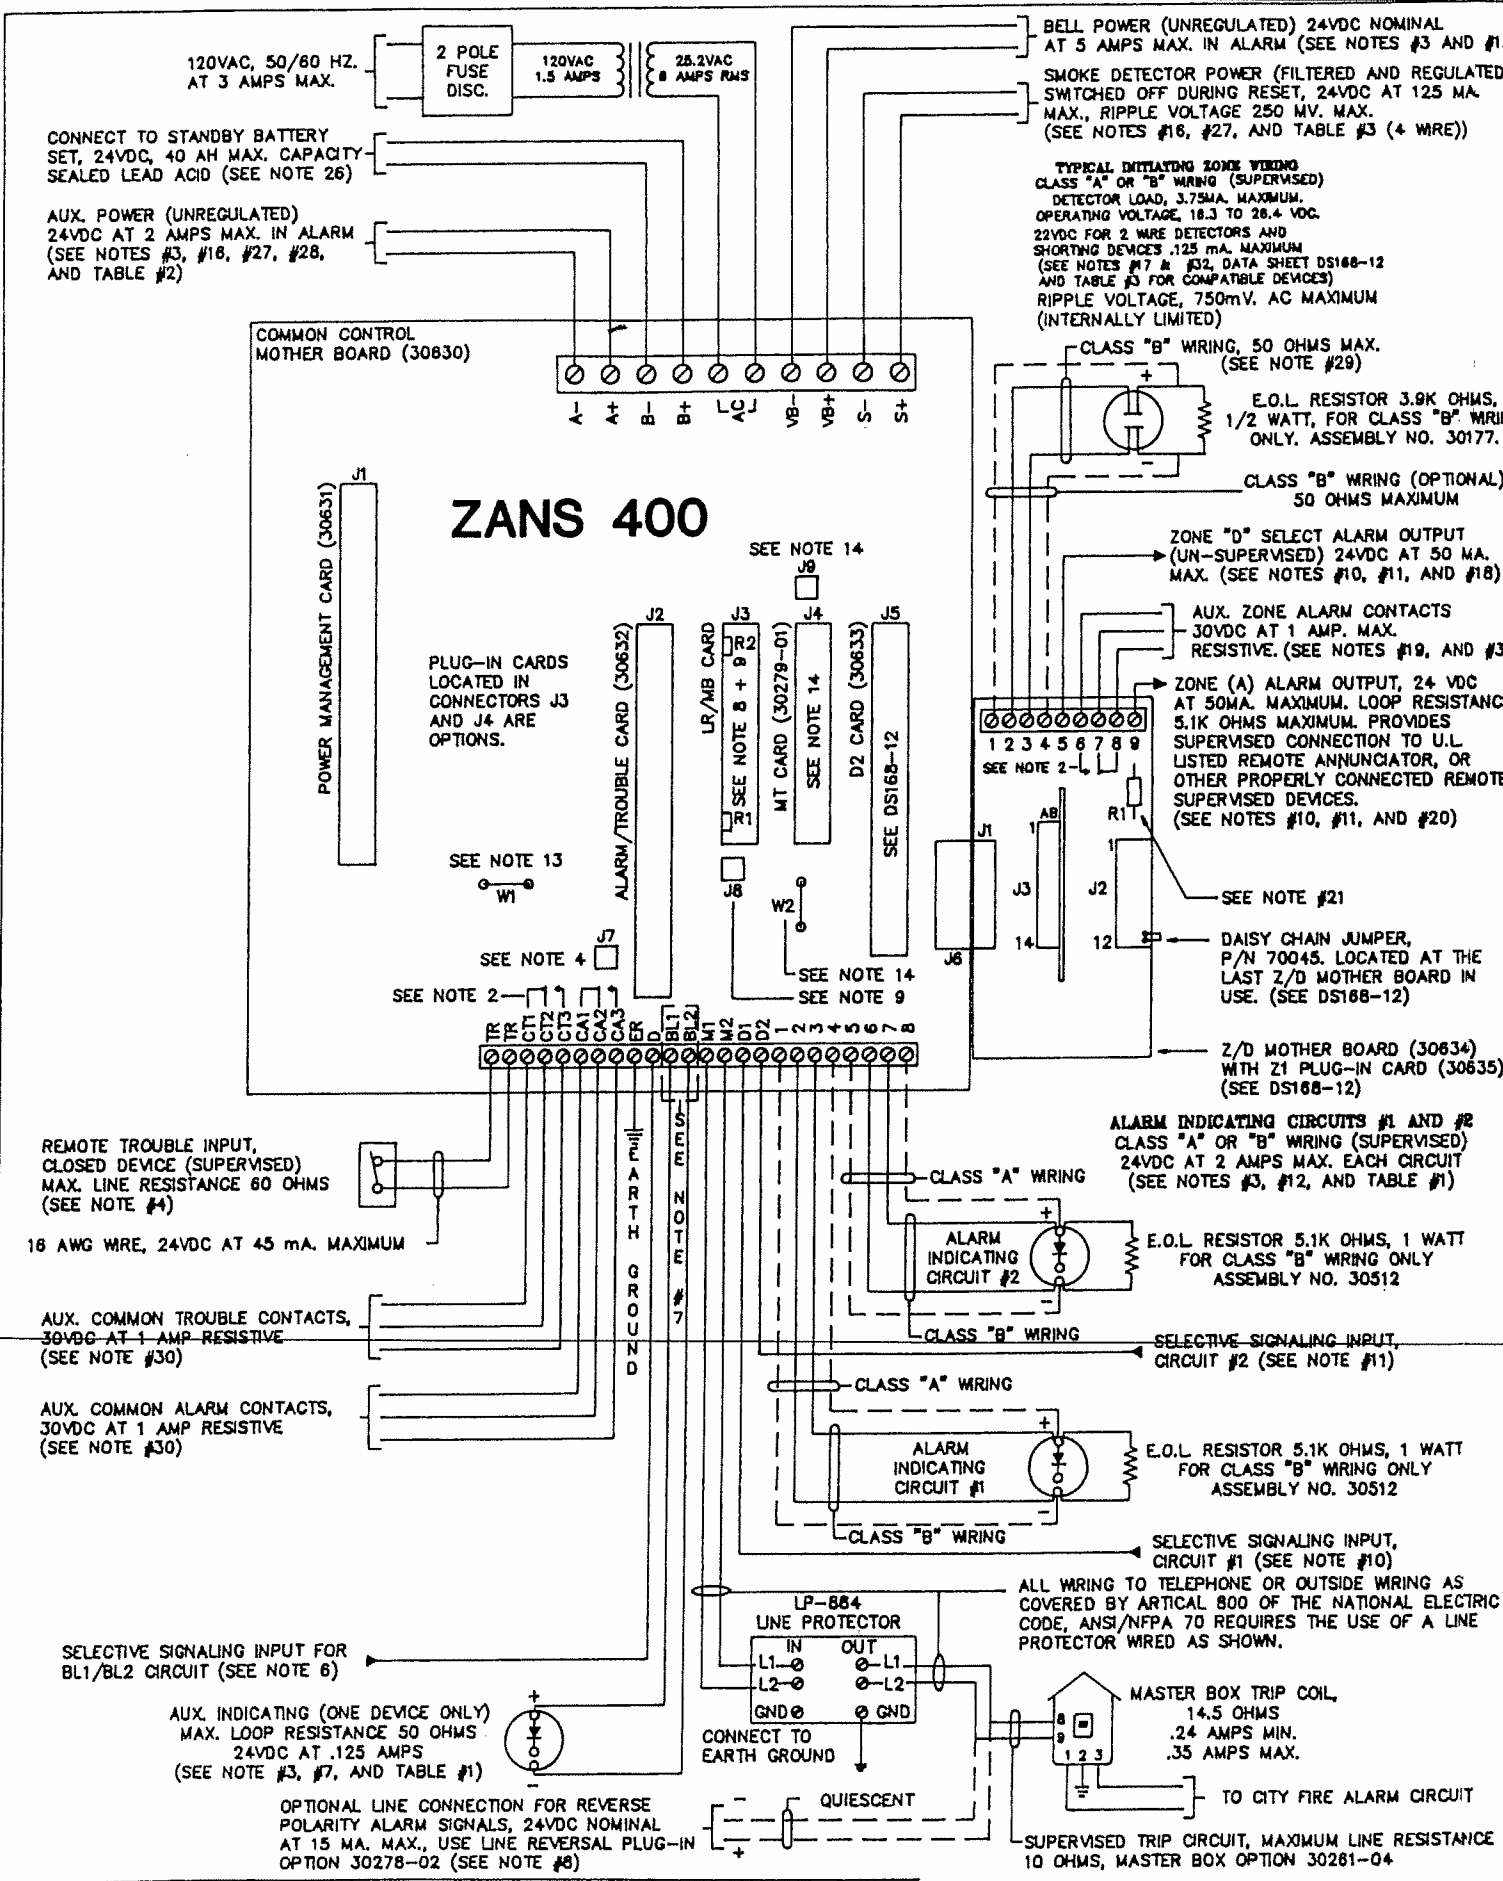 120VAC, 50/60 HZ.
AT 3 AMPS MAX.
2 POLE
FUSE
DISC.
120VAC
1.5 AMPS
25.2VAC
6 AMPS RMS
BELL POWER (UNREGULATED) 24VDC NOMINAL
AT 5 AMPS MAX. IN ALARM (SEE NOTES #3 AND #1
SMOKE DETECTOR POWER (FILTERED AND REGULATED
SWITCHED OFF DURING RESET, 24VDC AT 125 MA.
MAX., RIPPLE VOLTAGE 250 MV. MAX.
(SEE NOTES #16, #27, AND TABLE #3 (4 WIRE))
CONNECT TO STANDBY BATTERY
SET, 24VDC, 40 AH MAX. CAPACITY
SEALED LEAD ACID (SEE NOTE 26)
AUX. POWER (UNREGULATED)
24VDC AT 2 AMPS MAX. IN ALARM
(SEE NOTES #3, #16, #27, #28,
AND TABLE #2)
TYPICAL INITIATING ZONE WIRING
CLASS "A" OR "B" WIRING (SUPERVISED)
DETECTOR LOAD, 3.75MA. MAXIMUM.
OPERATING VOLTAGE, 16.3 TO 26.4 VDC.
22VDC FOR 2 WIRE DETECTORS AND
SHORTING DEVICES .125 mA. MAXIMUM
(SEE NOTES #17 & #32, DATA SHEET DS168-12
AND TABLE #3 FOR COMPATIBLE DEVICES)
RIPPLE VOLTAGE, 750mV. AC MAXIMUM
(INTERNALLY LIMITED)
COMMON CONTROL
MOTHER BOARD (30630)
A- A+ B- B+ AC VB- VB+ S- S+
CLASS "B" WIRING, 50 OHMS MAX.
(SEE NOTE #29)
+
-
E.O.L. RESISTOR 3.9K OHMS,
1/2 WATT, FOR CLASS "B" WIRI
ONLY. ASSEMBLY NO. 30177.
CLASS "B" WIRING (OPTIONAL)
50 OHMS MAXIMUM
ZANS 400
J1
POWER MANAGEMENT CARD (30631)
PLUG-IN CARDS
LOCATED IN
CONNECTORS J3
AND J4 ARE
OPTIONS.
SEE NOTE 14
J9
J2
ALARM/TROUBLE CARD (30632)
J3
LR/MB CARD
R2
SEE NOTE 8 + 9
R1
J4
MT CARD (30279-01)
SEE NOTE 14
J5
D2 CARD (30633)
SEE DS168-12
ZONE "D" SELECT ALARM OUTPUT
(UN-SUPERVISED) 24VDC AT 50 MA.
MAX. (SEE NOTES #10, #11, AND #18)
AUX. ZONE ALARM CONTACTS
30VDC AT 1 AMP. MAX.
RESISTIVE. (SEE NOTES #19, AND #3
ZONE (A) ALARM OUTPUT, 24 VDC
AT 50MA. MAXIMUM. LOOP RESISTANC
5.1K OHMS MAXIMUM. PROVIDES
SUPERVISED CONNECTION TO U.L.
LISTED REMOTE ANNUNCIATOR, OR
OTHER PROPERLY CONNECTED REMOTE
SUPERVISED DEVICES.
(SEE NOTES #10, #11, AND #20)
1 2 3 4 5 6 7 8 9
SEE NOTE 2
R1
J1
AB
1
J3
14
1
J2
12
J6
SEE NOTE #21
DAISY CHAIN JUMPER,
P/N 70045. LOCATED AT THE
LAST Z/D MOTHER BOARD IN
USE. (SEE DS168-12)
Z/D MOTHER BOARD (30634)
WITH Z1 PLUG-IN CARD (30635)
(SEE DS168-12)
SEE NOTE 13
W1
J8
W2
J7
SEE NOTE 4
SEE NOTE 14
SEE NOTE 9
SEE NOTE 2
TR TR CT1 CT2 CT3 CA1 CA2 CA3 ER D BL1 BL2 M1 M2 D1 D2 1 2 3 4 5 6 7 8
SEE NOTE #7
EARTH GROUND
REMOTE TROUBLE INPUT,
CLOSED DEVICE (SUPERVISED)
MAX. LINE RESISTANCE 60 OHMS
(SEE NOTE #4)
16 AWG WIRE, 24VDC AT 45 mA. MAXIMUM
AUX. COMMON TROUBLE CONTACTS,
30VDC AT 1 AMP RESISTIVE
(SEE NOTE #30)
AUX. COMMON ALARM CONTACTS,
30VDC AT 1 AMP RESISTIVE
(SEE NOTE #30)
ALARM INDICATING CIRCUITS #1 AND #2
CLASS "A" OR "B" WIRING (SUPERVISED)
24VDC AT 2 AMPS MAX. EACH CIRCUIT
(SEE NOTES #3, #12, AND TABLE #1)
CLASS "A" WIRING
+
ALARM
INDICATING
CIRCUIT #2
-
E.O.L. RESISTOR 5.1K OHMS, 1 WATT
FOR CLASS "B" WIRING ONLY
ASSEMBLY NO. 30512
CLASS "B" WIRING
SELECTIVE SIGNALING INPUT,
CIRCUIT #2 (SEE NOTE #11)
CLASS "A" WIRING
+
ALARM
INDICATING
CIRCUIT #1
-
E.O.L. RESISTOR 5.1K OHMS, 1 WATT
FOR CLASS "B" WIRING ONLY
ASSEMBLY NO. 30512
CLASS "B" WIRING
SELECTIVE SIGNALING INPUT,
CIRCUIT #1 (SEE NOTE #10)
ALL WIRING TO TELEPHONE OR OUTSIDE WIRING AS
COVERED BY ARTICAL 800 OF THE NATIONAL ELECTRIC
CODE, ANSI/NFPA 70 REQUIRES THE USE OF A LINE
PROTECTOR WIRED AS SHOWN.
LP-864
LINE PROTECTOR
IN OUT
L1 L1
L2 L2
GND GND
CONNECT TO
EARTH GROUND
SELECTIVE SIGNALING INPUT FOR
BL1/BL2 CIRCUIT (SEE NOTE 6)
AUX. INDICATING (ONE DEVICE ONLY)
MAX. LOOP RESISTANCE 50 OHMS
24VDC AT .125 AMPS
(SEE NOTE #3, #7, AND TABLE #1)
+
-
MASTER BOX TRIP COIL,
14.5 OHMS
.24 AMPS MIN.
.35 AMPS MAX.
8
9
1 2 3
TO CITY FIRE ALARM CIRCUIT
OPTIONAL LINE CONNECTION FOR REVERSE
POLARITY ALARM SIGNALS, 24VDC NOMINAL
AT 15 MA. MAX., USE LINE REVERSAL PLUG-IN
OPTION 30278-02 (SEE NOTE #8)
-
+
QUIESCENT
SUPERVISED TRIP CIRCUIT, MAXIMUM LINE RESISTANCE
10 OHMS, MASTER BOX OPTION 30261-04